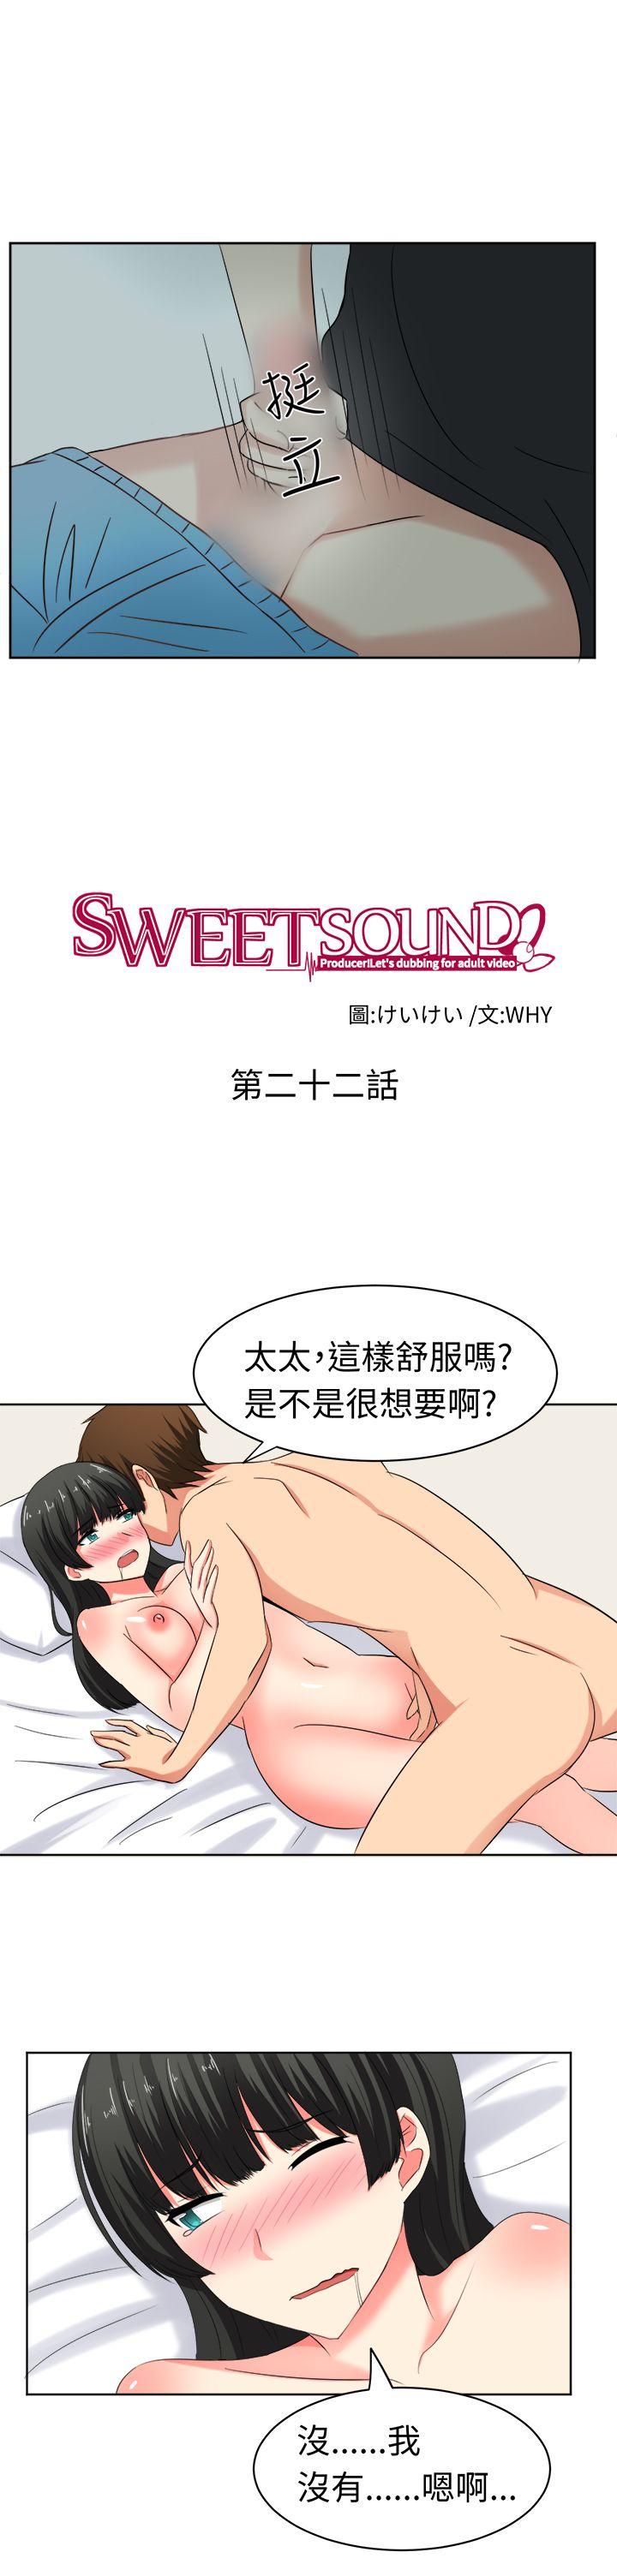 挺立
SWEETSOUND
Producer!Let's dubbing for adult video
圖:けいけい /文:WHY
第二十二話
太太，這樣舒服嗎?
是不是很想要啊?
沒……我
沒有……嗯啊...